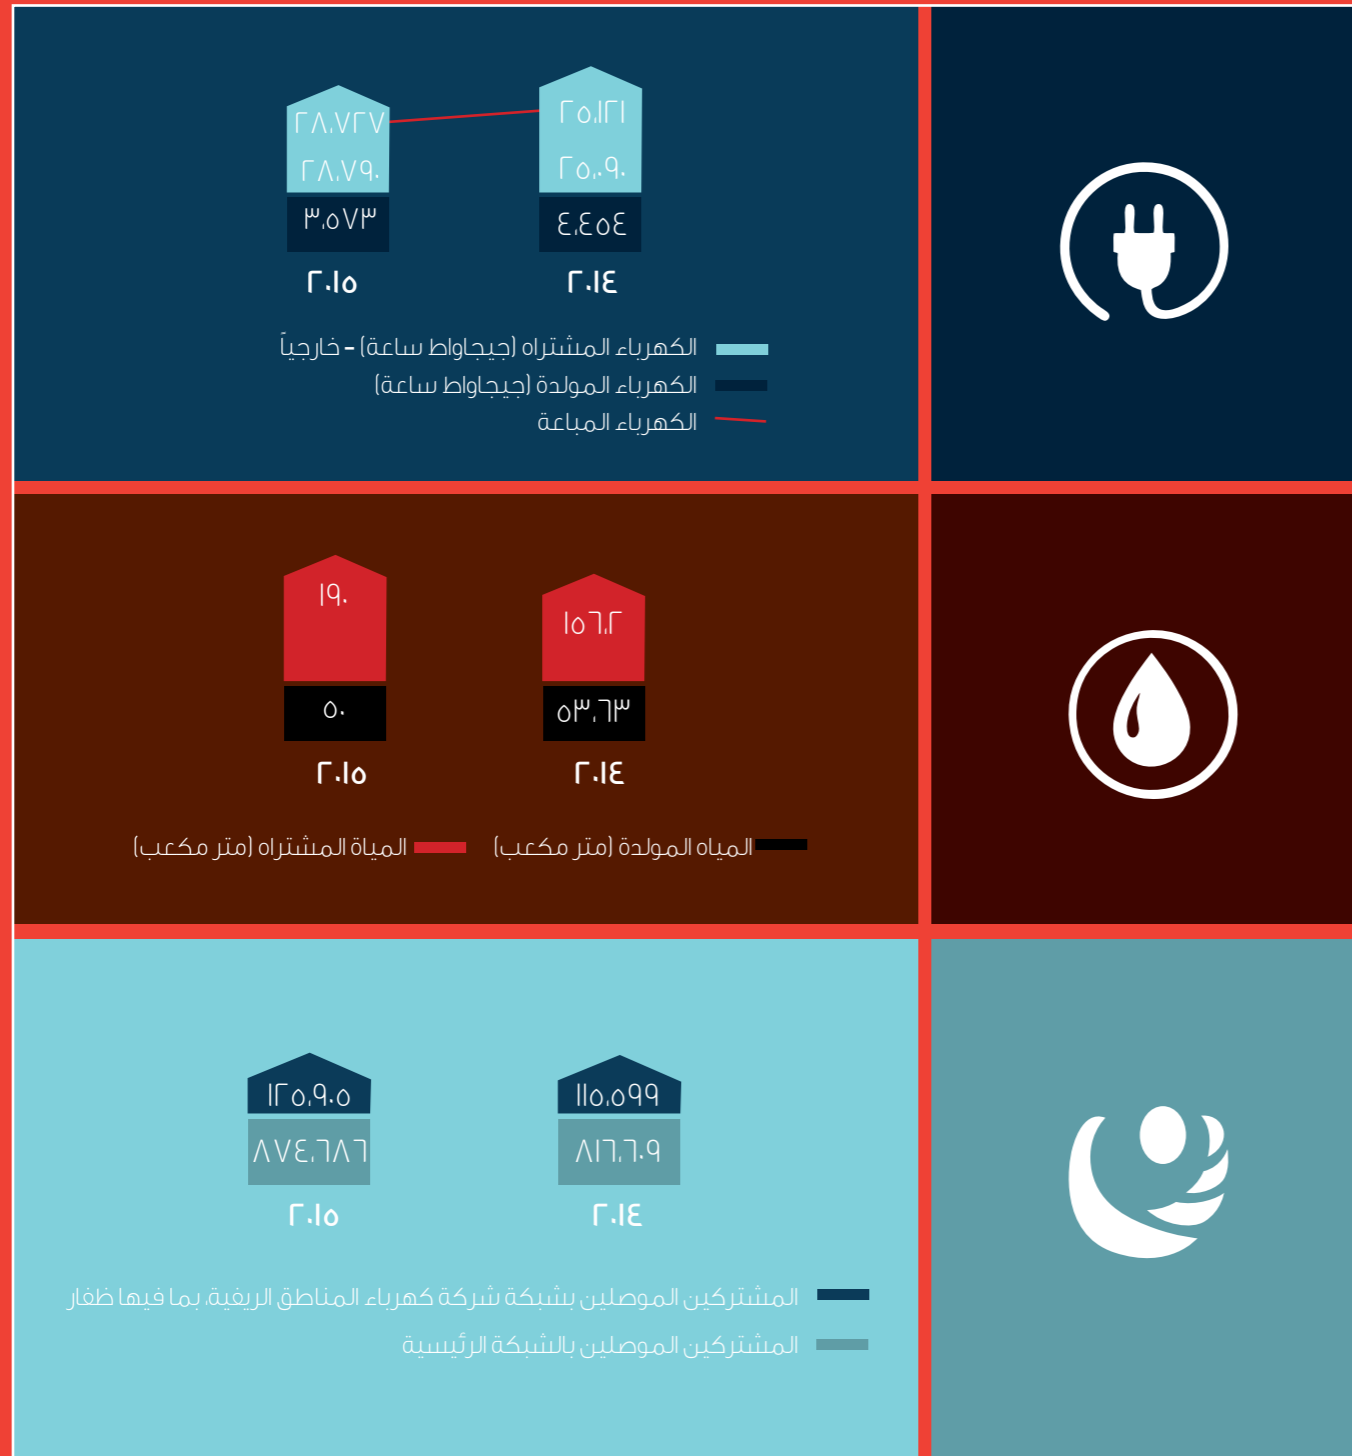 ٢٥,١٢١
٢٥,٠٩٠
٤,٤٥٤
٢٠١٤
٢٨,٧٢٧
٢٨,٧٩٠
٣,٥٧٣
٢٠١٥
الكهرباء المشتراه (جيجاواط ساعة) - خارجياً
الكهرباء المولدة (جيجاواط ساعة)
الكهرباء المباعة
١٥٦,٢
٥٣,٦٣
٢٠١٤
١٩٠
٥٠
٢٠١٥
المياه المولدة (متر مكعب)
المياة المشتراه (متر مكعب)
١١٥,٥٩٩
٨١٦,٦٠٩
٢٠١٤
١٢٥,٩٠٥
٨٧٤,٦٨٦
٢٠١٥
المشتركين الموصلين بشبكة شركة كهرباء المناطق الريفية، بما فيها ظفار
المشتركين الموصلين بالشبكة الرئيسية